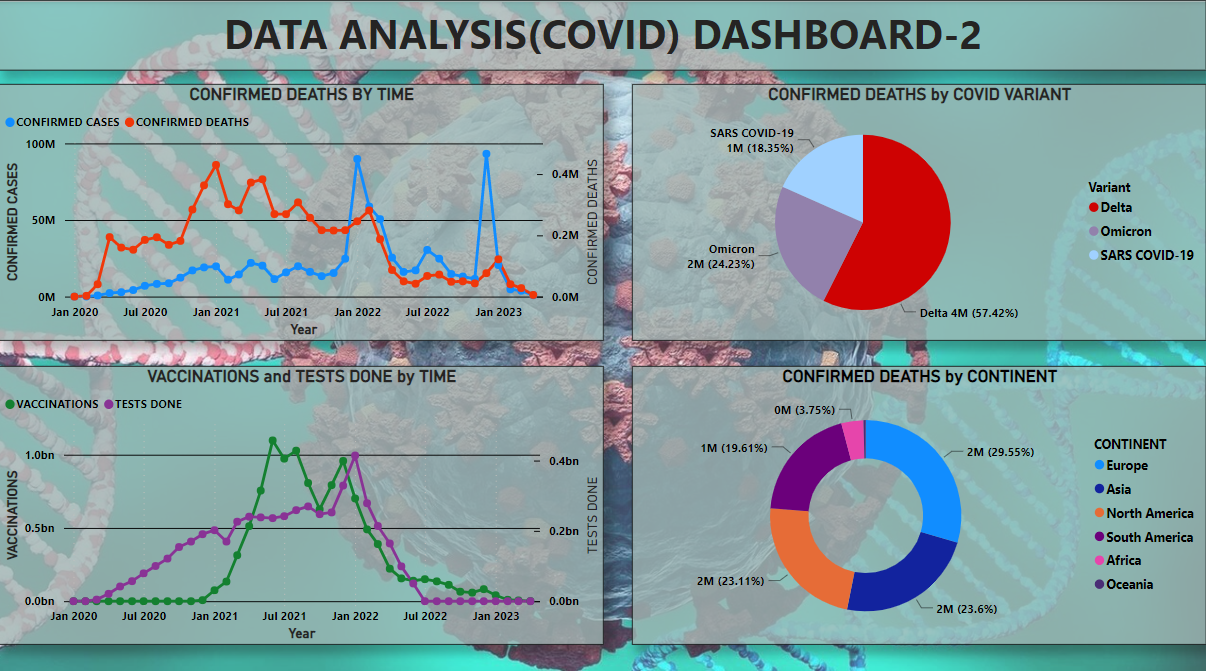 DATA ANALYSIS(COVID) DASHBOARD-2
CONFIRMED DEATHS BY TIME
CONFIRMED CASES CONFIRMED DEATHS
CONFIRMED CASES
100M
50M
0M
0.4M
0.2M
0.0M
CONFIRMED DEATHS
Jan 2020 Jul 2020 Jan 2021 Jul 2021 Jan 2022 Jul 2022 Jan 2023
Year
CONFIRMED DEATHS by COVID VARIANT
SARS COVID-19
1M (18.35%)
Omicron
2M (24.23%)
Delta 4M (57.42%)
Variant
Delta
Omicron
SARS COVID-19
VACCINATIONS and TESTS DONE by TIME
VACCINATIONS TESTS DONE
VACCINATIONS
1.0bn
0.5bn
0.0bn
0.4bn
0.2bn
0.0bn
TESTS DONE
Jan 2020 Jul 2020 Jan 2021 Jul 2021 Jan 2022 Jul 2022 Jan 2023
Year
CONFIRMED DEATHS by CONTINENT
0M (3.75%)
1M (19.61%)
2M (29.55%)
2M (23.11%)
2M (23.6%)
CONTINENT
Europe
Asia
North America
South America
Africa
Oceania